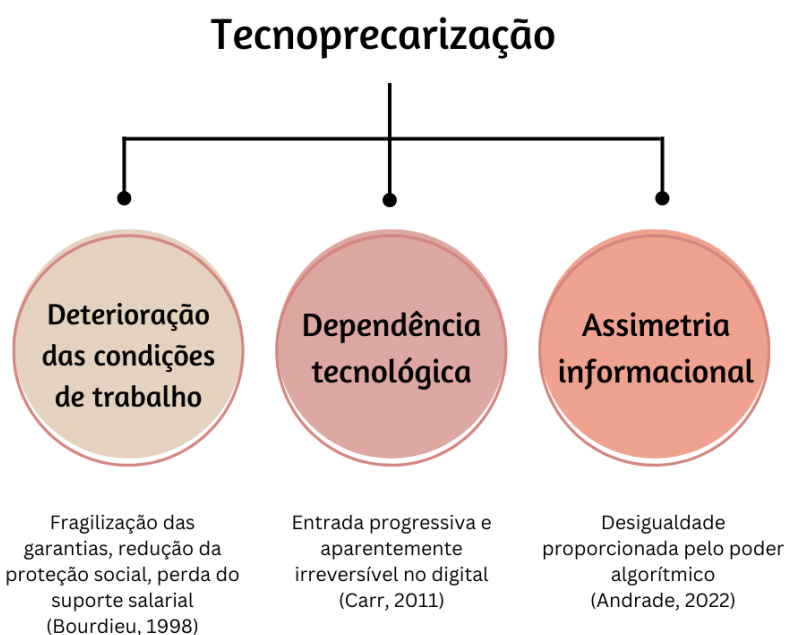 Tecnoprecarização
Deterioração
das condições
de trabalho
Dependência
tecnológica
Assimetria
informacional
Fragilização das
garantias, redução da
proteção social, perda do
suporte salarial
(Bourdieu, 1998)
Entrada progressiva e
aparentemente
irreversível no digital
(Carr, 2011)
Desigualdade
proporcionada pelo poder
algorítmico
(Andrade, 2022)